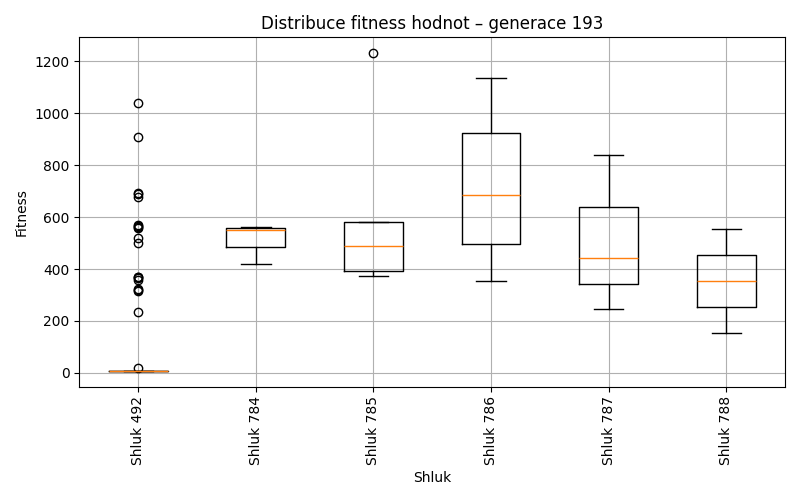 Distribuce fitness hodnot – generace 193
Fitness
1200
1000
800
600
400
200
0
Shluk 492
Shluk 784
Shluk 785
Shluk 786
Shluk 787
Shluk 788
Shluk